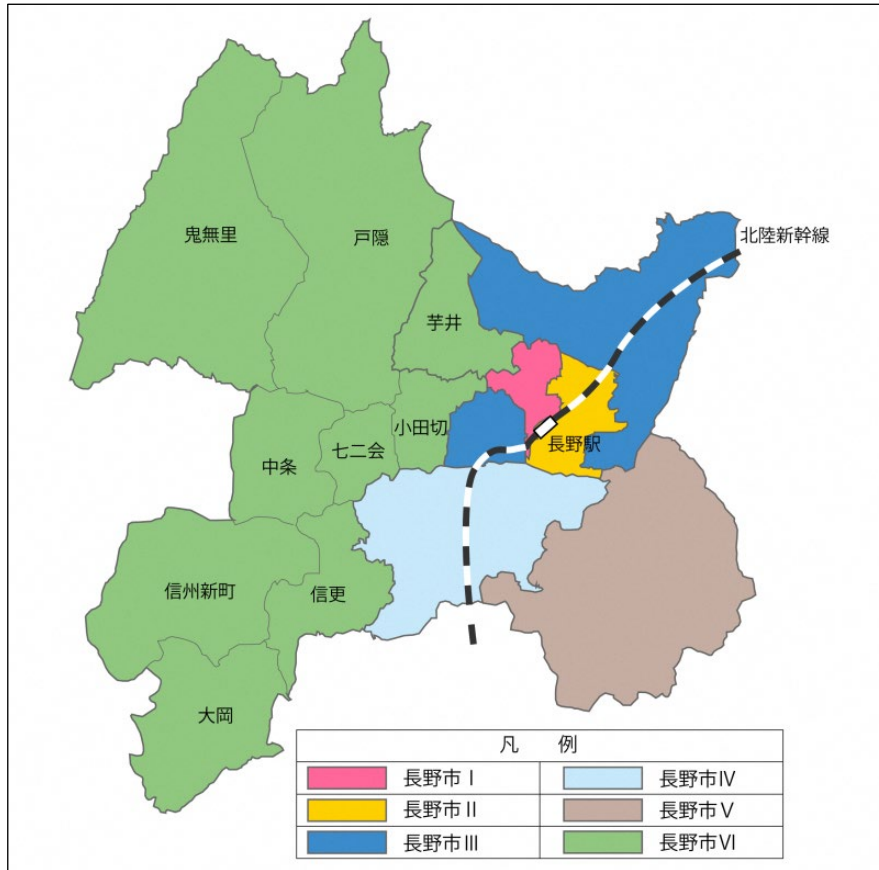 北陸新幹線
鬼無里
戸隠
芋井
小田切
長野駅
七二会
中条
信州新町
信更
大岡
凡 例
長野市Ⅰ
長野市Ⅳ
長野市Ⅱ
長野市Ⅴ
長野市Ⅲ
長野市Ⅵ